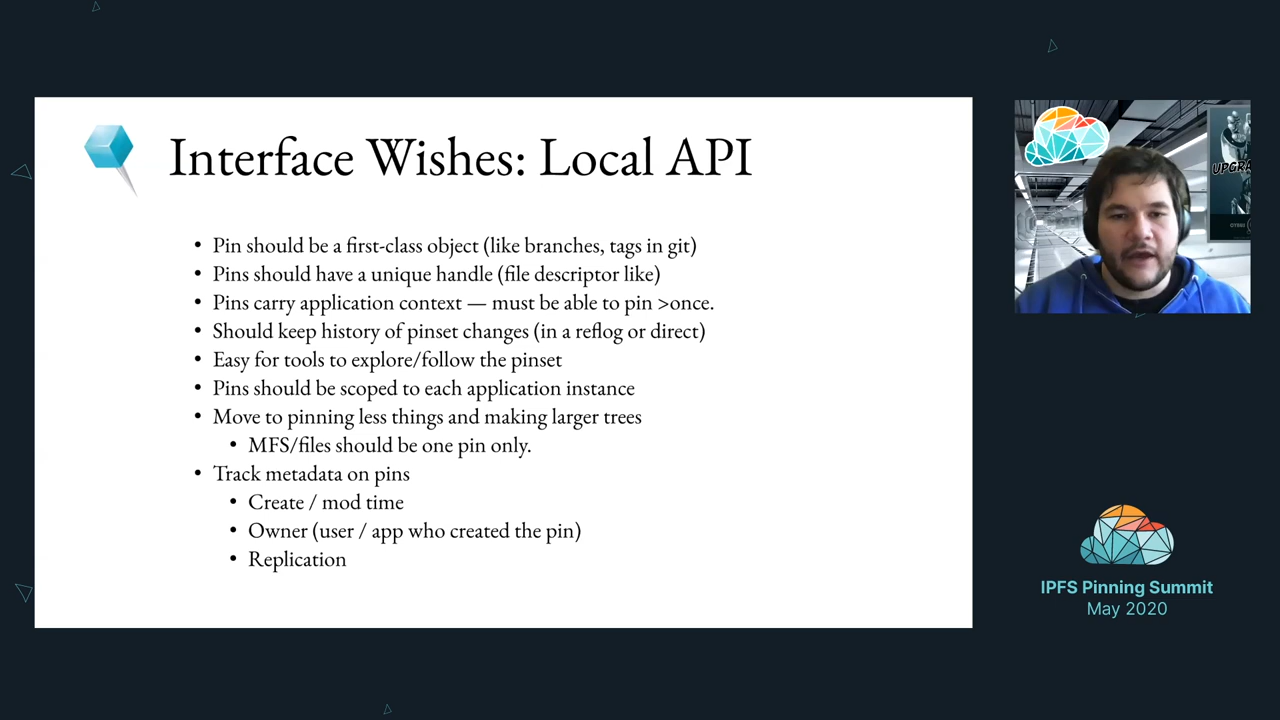 Interface Wishes: Local API
• Pin should be a first-class object (like branches, tags in git)
• Pins should have a unique handle (file descriptor like)
• Pins carry application context — must be able to pin >once.
• Should keep history of pinset changes (in a reflog or direct)
• Easy for tools to explore/follow the pinset
• Pins should be scoped to each application instance
• Move to pinning less things and making larger trees
• MFS/files should be one pin only.
• Track metadata on pins
• Create / mod time
• Owner (user / app who created the pin)
• Replication
IPFS Pinning Summit
May 2020